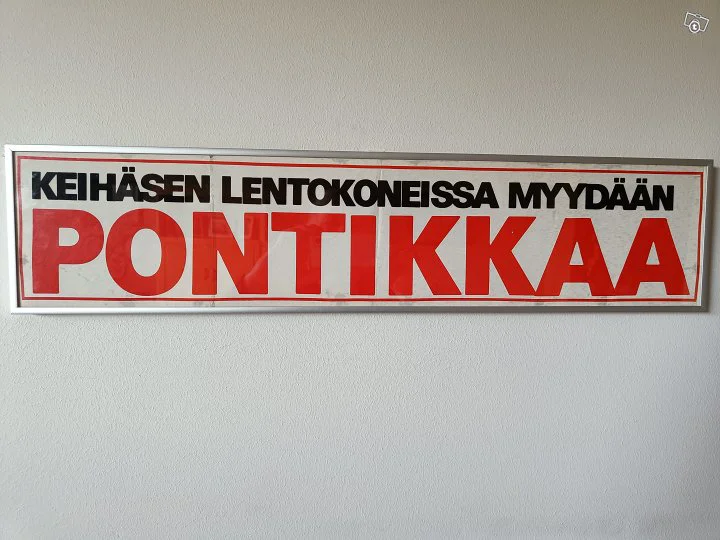 KEIHÄSEN LENTOKONEISSA MYYDÄÄN
PONTIKKAA